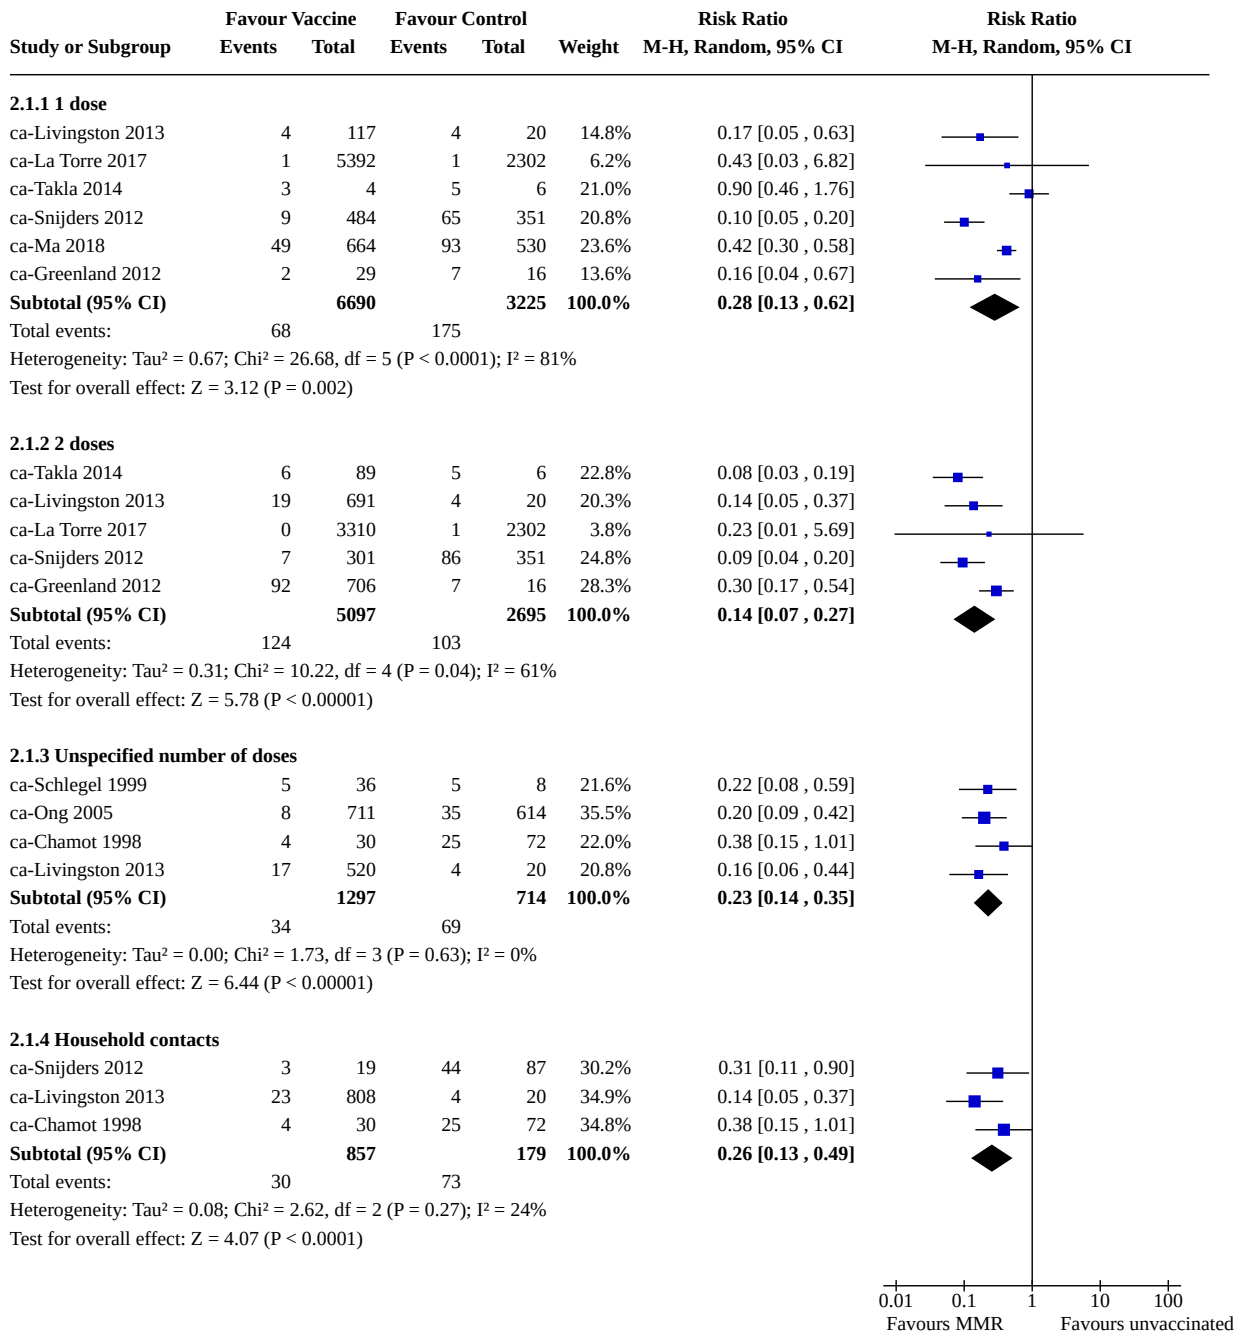 Favour Vaccine Favour Control Risk Ratio Risk Ratio
Study or Subgroup Events Total Events Total Weight M-H, Random, 95% CI M-H, Random, 95% CI
2.1.1 1 dose
ca-Livingston 2013 4 117 4 20 14.8% 0.17 [0.05 , 0.63]
ca-La Torre 2017 1 5392 1 2302 6.2% 0.43 [0.03 , 6.82]
ca-Takla 2014 3 4 5 6 21.0% 0.90 [0.46 , 1.76]
ca-Snijders 2012 9 484 65 351 20.8% 0.10 [0.05 , 0.20]
ca-Ma 2018 49 664 93 530 23.6% 0.42 [0.30 , 0.58]
ca-Greenland 2012 2 29 7 16 13.6% 0.16 [0.04 , 0.67]
Subtotal (95% CI) 6690 3225 100.0% 0.28 [0.13 , 0.62]
Total events: 68 175
Heterogeneity: Tau² = 0.67; Chi² = 26.68, df = 5 (P < 0.0001); I² = 81%
Test for overall effect: Z = 3.12 (P = 0.002)
2.1.2 2 doses
ca-Takla 2014 6 89 5 6 22.8% 0.08 [0.03 , 0.19]
ca-Livingston 2013 19 691 4 20 20.3% 0.14 [0.05 , 0.37]
ca-La Torre 2017 0 3310 1 2302 3.8% 0.23 [0.01 , 5.69]
ca-Snijders 2012 7 301 86 351 24.8% 0.09 [0.04 , 0.20]
ca-Greenland 2012 92 706 7 16 28.3% 0.30 [0.17 , 0.54]
Subtotal (95% CI) 5097 2695 100.0% 0.14 [0.07 , 0.27]
Total events: 124 103
Heterogeneity: Tau² = 0.31; Chi² = 10.22, df = 4 (P = 0.04); I² = 61%
Test for overall effect: Z = 5.78 (P < 0.00001)
2.1.3 Unspecified number of doses
ca-Schlegel 1999 5 36 5 8 21.6% 0.22 [0.08 , 0.59]
ca-Ong 2005 8 711 35 614 35.5% 0.20 [0.09 , 0.42]
ca-Chamot 1998 4 30 25 72 22.0% 0.38 [0.15 , 1.01]
ca-Livingston 2013 17 520 4 20 20.8% 0.16 [0.06 , 0.44]
Subtotal (95% CI) 1297 714 100.0% 0.23 [0.14 , 0.35]
Total events: 34 69
Heterogeneity: Tau² = 0.00; Chi² = 1.73, df = 3 (P = 0.63); I² = 0%
Test for overall effect: Z = 6.44 (P < 0.00001)
2.1.4 Household contacts
ca-Snijders 2012 3 19 44 87 30.2% 0.31 [0.11 , 0.90]
ca-Livingston 2013 23 808 4 20 34.9% 0.14 [0.05 , 0.37]
ca-Chamot 1998 4 30 25 72 34.8% 0.38 [0.15 , 1.01]
Subtotal (95% CI) 857 179 100.0% 0.26 [0.13 , 0.49]
Total events: 30 73
Heterogeneity: Tau² = 0.08; Chi² = 2.62, df = 2 (P = 0.27); I² = 24%
Test for overall effect: Z = 4.07 (P < 0.0001)
0.01 0.1 1 10 100
Favours MMR Favours unvaccinated